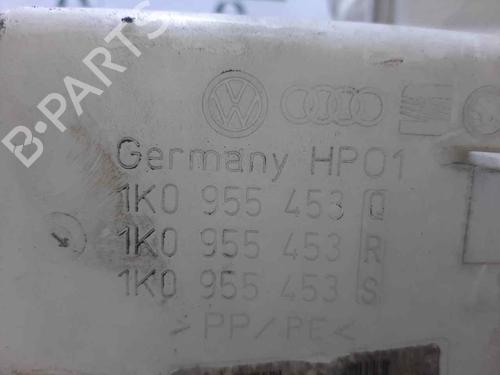 Germany HP01
1K0 955 453 Q
1K0 955 453 R
1K0 955 453 S
>PP/PE<
B-PARTS